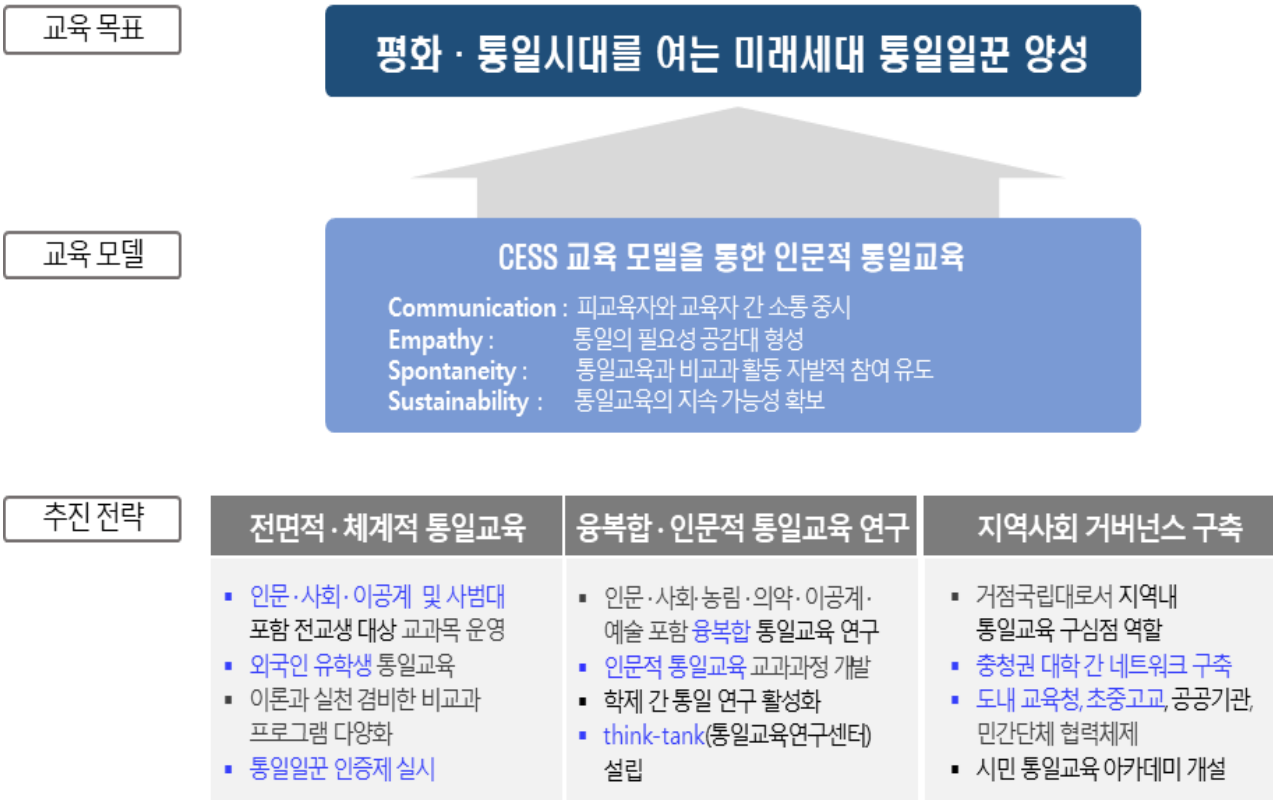 교육 목표
평화 · 통일시대를 여는 미래세대 통일일꾼 양성
교육 모델
CESS 교육 모델을 통한 인문적 통일교육
Communication : 피교육자와 교육자 간 소통 중시
Empathy : 통일의 필요성 공감대 형성
Spontaneity : 통일교육과 비교과 활동 자발적 참여 유도
Sustainability : 통일교육의 지속 가능성 확보
추진 전략
전면적 · 체계적 통일교육
▪ 인문·사회·이공계 및 사범대
포함 전교생 대상 교과목 운영
▪ 외국인 유학생 통일교육
▪ 이론과 실천 겸비한 비교과
프로그램 다양화
▪ 통일일꾼 인증제 실시
융복합 · 인문적 통일교육 연구
▪ 인문·사회·농림·의약·이공계·
예술 포함 융복합 통일교육 연구
▪ 인문적 통일교육 교과과정 개발
▪ 학제 간 통일 연구 활성화
▪ think-tank(통일교육연구센터)
설립
지역사회 거버넌스 구축
▪ 거점국립대로서 지역내
통일교육 구심점 역할
▪ 충청권 대학 간 네트워크 구축
▪ 도내 교육청, 초중고교, 공공기관,
민간단체 협력체제
▪ 시민 통일교육 아카데미 개설